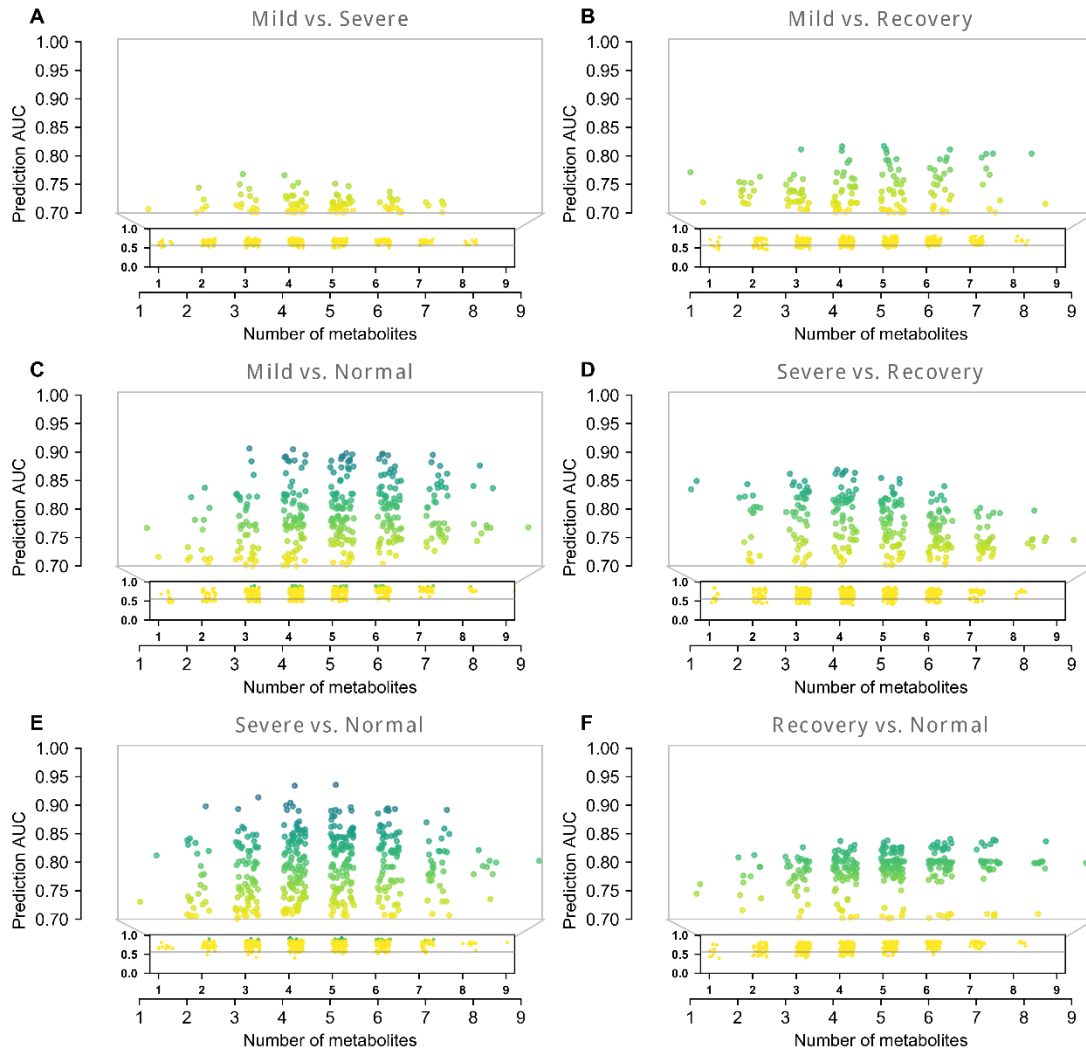 A Mild vs. Severe
1.00
0.95
0.90
0.85
0.80
0.75
0.70
Prediction AUC
1.0
0.5
0.0
1 2 3 4 5 6 7 8 9
1 2 3 4 5 6 7 8 9
Number of metabolites
B Mild vs. Recovery
1.00
0.95
0.90
0.85
0.80
0.75
0.70
Prediction AUC
1.0
0.5
0.0
1 2 3 4 5 6 7 8 9
1 2 3 4 5 6 7 8 9
Number of metabolites
C Mild vs. Normal
1.00
0.95
0.90
0.85
0.80
0.75
0.70
Prediction AUC
1.0
0.5
0.0
1 2 3 4 5 6 7 8 9
1 2 3 4 5 6 7 8 9
Number of metabolites
D Severe vs. Recovery
1.00
0.95
0.90
0.85
0.80
0.75
0.70
Prediction AUC
1.0
0.5
0.0
1 2 3 4 5 6 7 8 9
1 2 3 4 5 6 7 8 9
Number of metabolites
E Severe vs. Normal
1.00
0.95
0.90
0.85
0.80
0.75
0.70
Prediction AUC
1.0
0.5
0.0
1 2 3 4 5 6 7 8 9
1 2 3 4 5 6 7 8 9
Number of metabolites
F Recovery vs. Normal
1.00
0.95
0.90
0.85
0.80
0.75
0.70
Prediction AUC
1.0
0.5
0.0
1 2 3 4 5 6 7 8 9
1 2 3 4 5 6 7 8 9
Number of metabolites